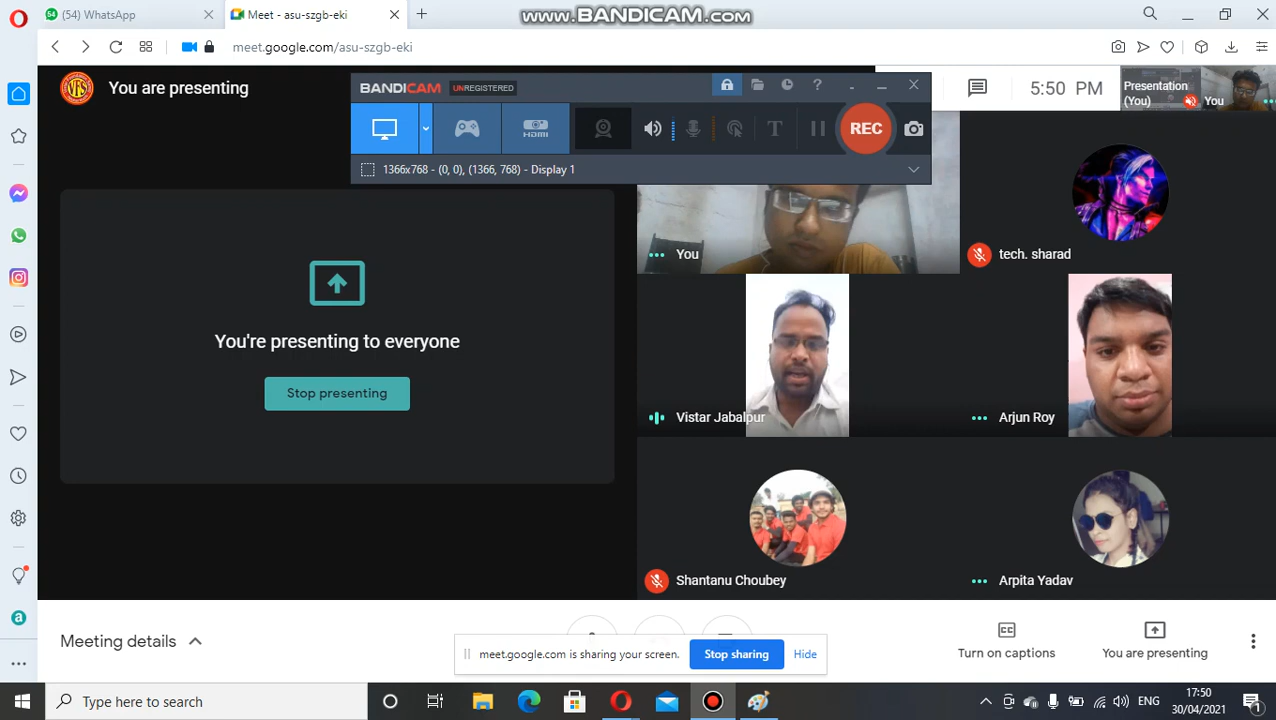 (54) WhatsApp
Meet - asu-szgb-eki
www.BANDICAM.com
meet.google.com/asu-szgb-eki
VFS
You are presenting
BANDICAM UNREGISTERED
REC
1366x768 - (0, 0), (1366, 768) - Display 1
5:50 PM
Presentation
(You)
You
You
tech. sharad
You're presenting to everyone
Stop presenting
Vistar Jabalpur
Arjun Roy
Shantanu Choubey
Arpita Yadav
Meeting details
meet.google.com is sharing your screen.
Stop sharing
Hide
Turn on captions
You are presenting
Type here to search
ENG
17:50
30/04/2021
1